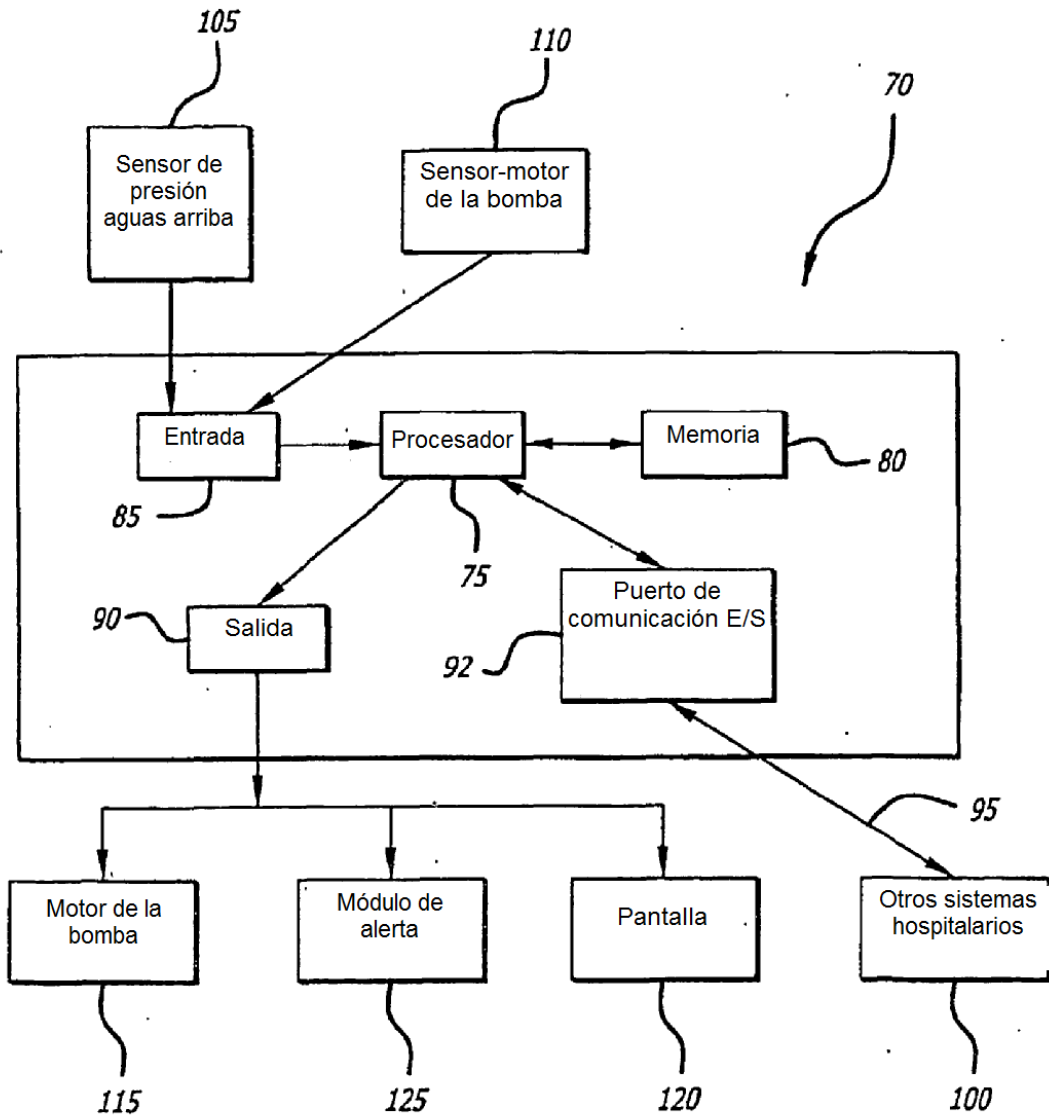 105
110
70
Sensor de
presión
aguas arriba
Sensor-motor
de la bomba
Entrada
Procesador
Memoria
80
85
75
90
Salida
Puerto de
comunicación E/S
92
95
Motor de la
bomba
Módulo de
alerta
Pantalla
Otros sistemas
hospitalarios
115
125
120
100